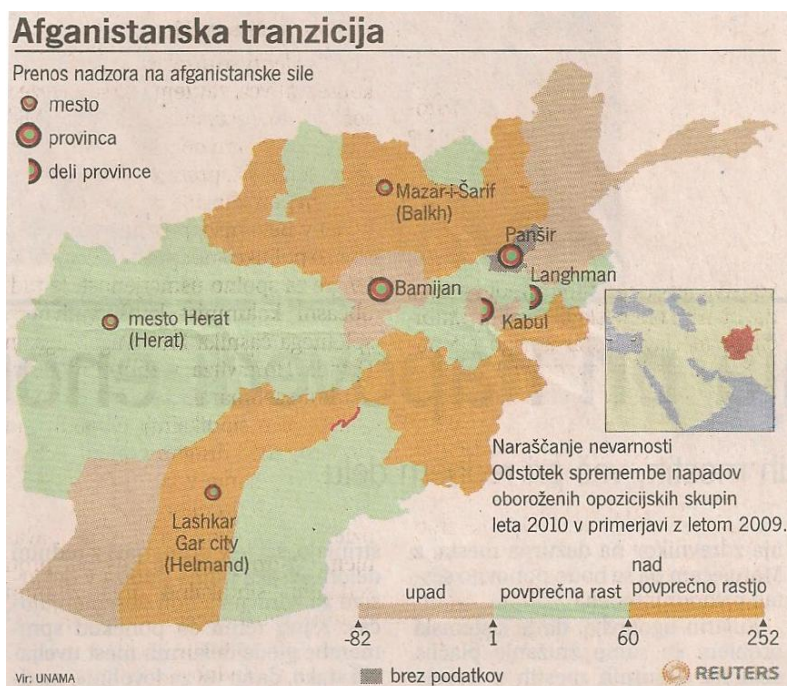 Afganistanska tranzicija
Prenos nadzora na afganistanske sile
mesto
provinca
deli province
Mazar-i-Šarif
(Balkh)
Panšir
Langhman
Bamijan
Kabul
mesto Herat
(Herat)
Lashkar
Gar city
(Helmand)
Naraščanje nevarnosti
Odstotek spremembe napadov
oboroženih opozicijskih skupin
leta 2010 v primerjavi z letom 2009.
upad
povprečna rast
nad
povprečno rastjo
-82
1
60
252
brez podatkov
Vir: UNAMA
REUTERS